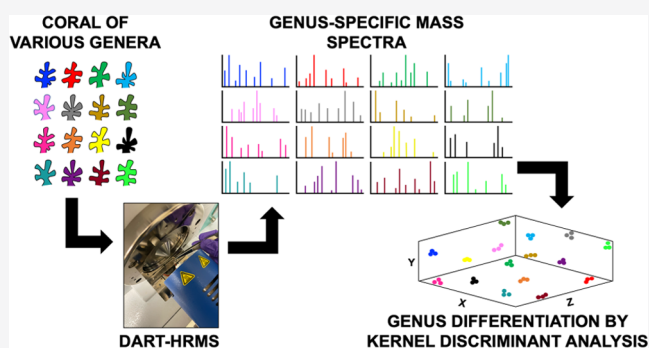 CORAL OF
VARIOUS GENERA
GENUS-SPECIFIC MASS
SPECTRA
DART-HRMS
Y
X
Z
GENUS DIFFERENTIATION BY
KERNEL DISCRIMINANT ANALYSIS